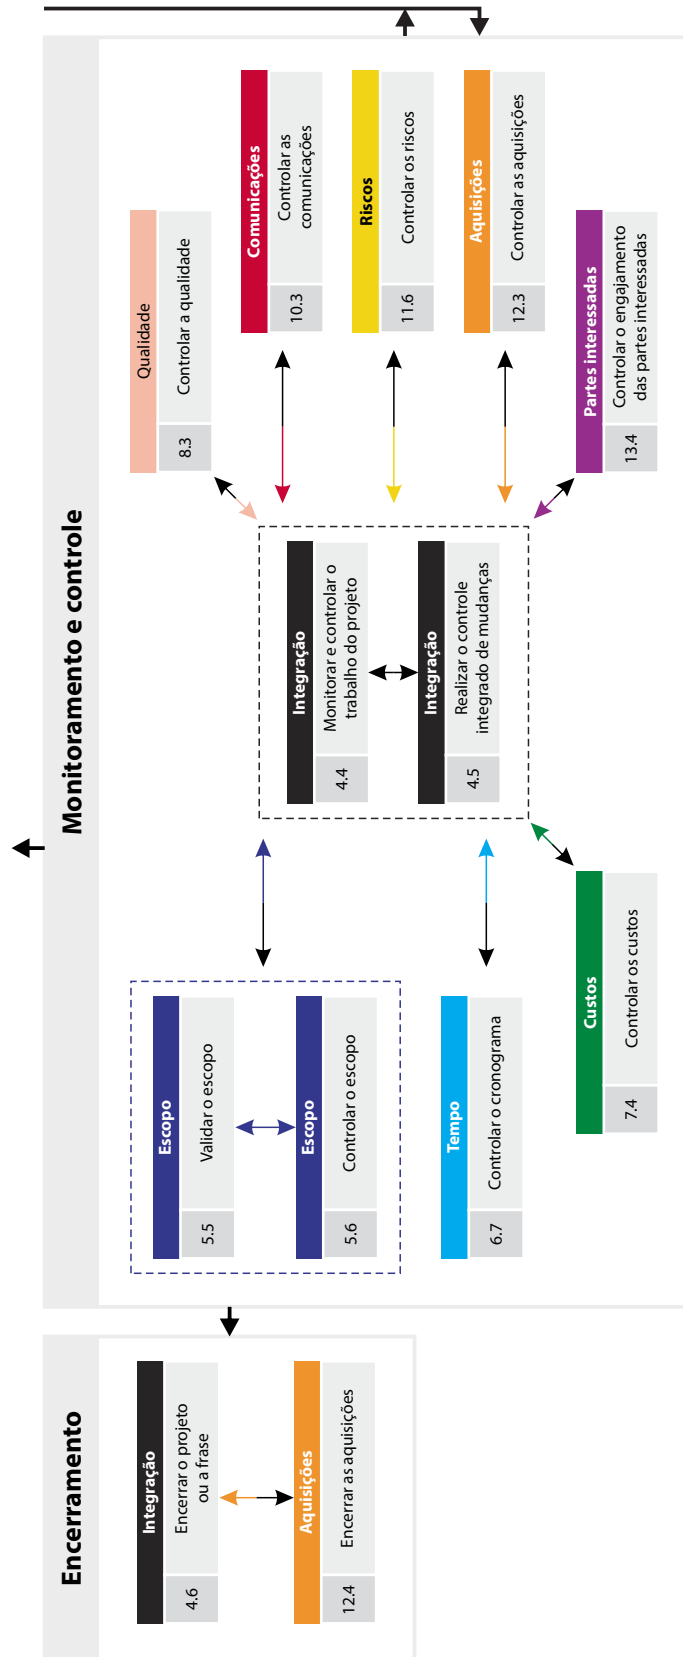 Monitoramento e controle
Escopo
5.5
Validar o escopo
Escopo
5.6
Controlar o escopo
Tempo
6.7
Controlar o cronograma
Custos
7.4
Controlar os custos
Integração
4.4
Monitorar e controlar o
trabalho do projeto
Integração
4.5
Realizar o controle
integrado de mudanças
Qualidade
8.3
Controlar a qualidade
Comunicações
10.3
Controlar as
comunicações
Riscos
11.6
Controlar os riscos
Aquisições
12.3
Controlar as aquisições
Partes interessadas
13.4
Controlar o engajamento
das partes interessadas
Encerramento
Integração
4.6
Encerrar o projeto
ou a frase
Aquisições
12.4
Encerrar as aquisições